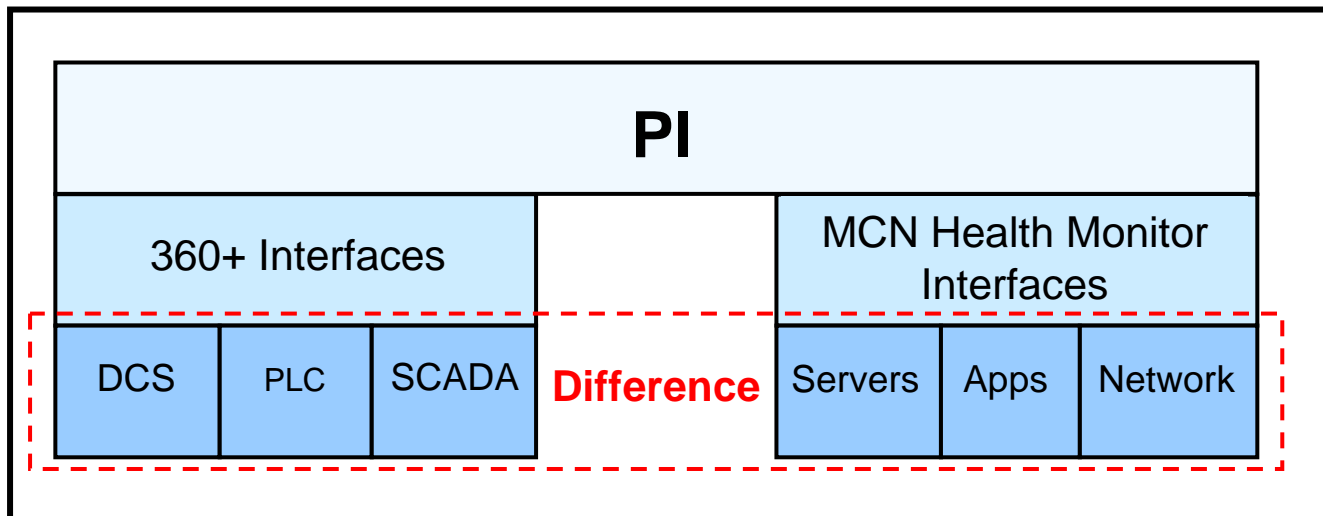 PI
360+ Interfaces
MCN Health Monitor
Interfaces
DCS
PLC
SCADA
Difference
Servers
Apps
Network